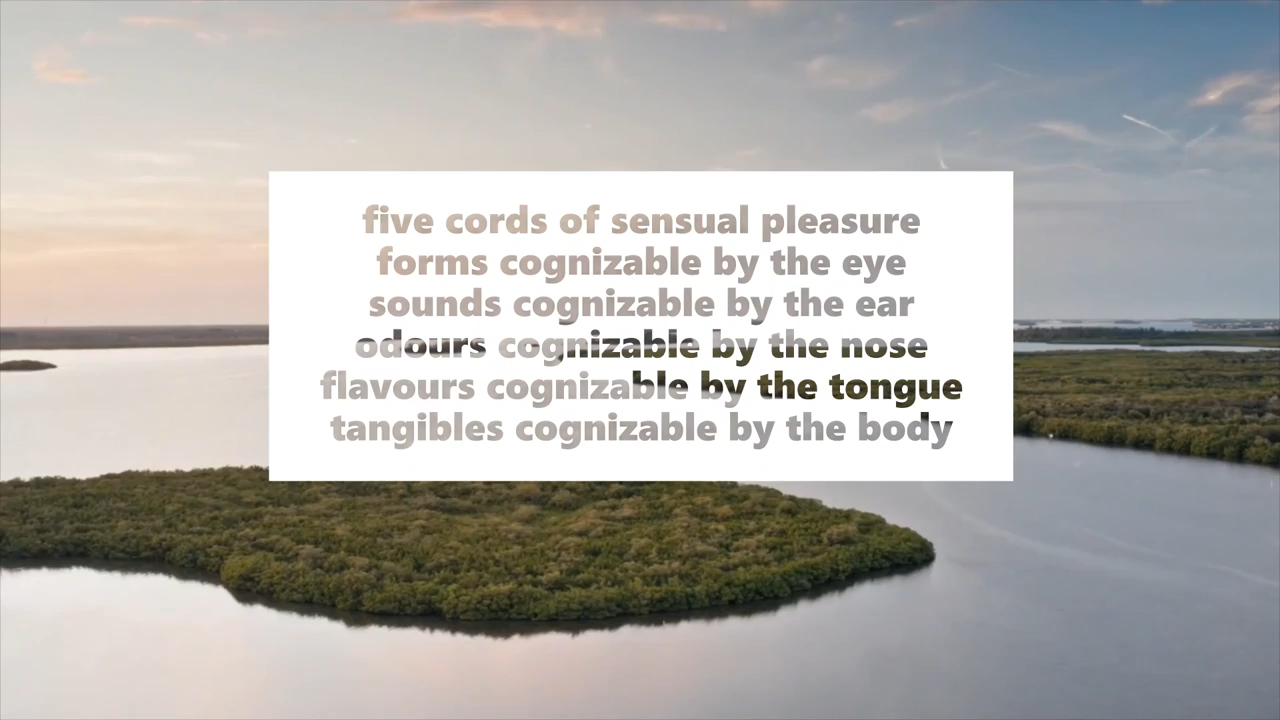 five cords of sensual pleasure
forms cognizable by the eye
sounds cognizable by the ear
odours cognizable by the nose
flavours cognizable by the tongue
tangibles cognizable by the body